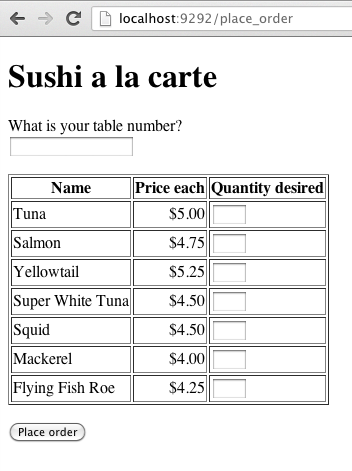 localhost:9292/place_order
Sushi a la carte
What is your table number?
Name Price each Quantity desired
Tuna $5.00
Salmon $4.75
Yellowtail $5.25
Super White Tuna $4.50
Squid $4.50
Mackerel $4.00
Flying Fish Roe $4.25
Place order